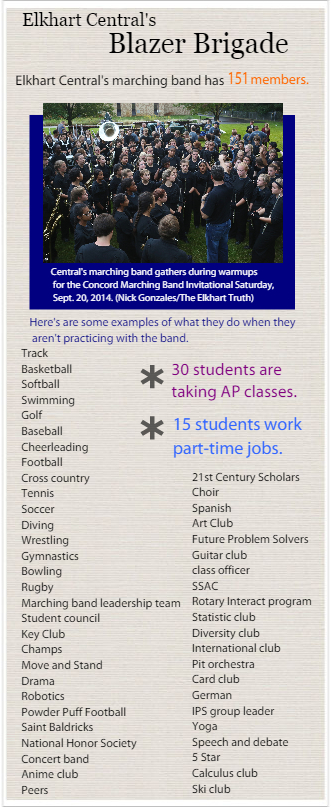 Elkhart Central's
Blazer Brigade
Elkhart Central's marching band has 151 members.
Central's marching band gathers during warmups
for the Concord Marching Band Invitational Saturday,
Sept. 20, 2014. (Nick Gonzales/The Elkhart Truth)
Here's are some examples of what they do when they
aren't practicing with the band.
Track
Basketball
Softball
Swimming
Golf
Baseball
Cheerleading
Football
Cross country
Tennis
Soccer
Diving
Wrestling
Gymnastics
Bowling
Rugby
Marching band leadership team
Student council
Key Club
Champs
Move and Stand
Drama
Robotics
Powder Puff Football
Saint Baldricks
National Honor Society
Concert band
Anime club
Peers
* 30 students are
taking AP classes.
* 15 students work
part-time jobs.
21st Century Scholars
Choir
Spanish
Art Club
Future Problem Solvers
Guitar club
class officer
SSAC
Rotary Interact program
Statistic club
Diversity club
International club
Pit orchestra
Card club
German
IPS group leader
Yoga
Speech and debate
5 Star
Calculus club
Ski club